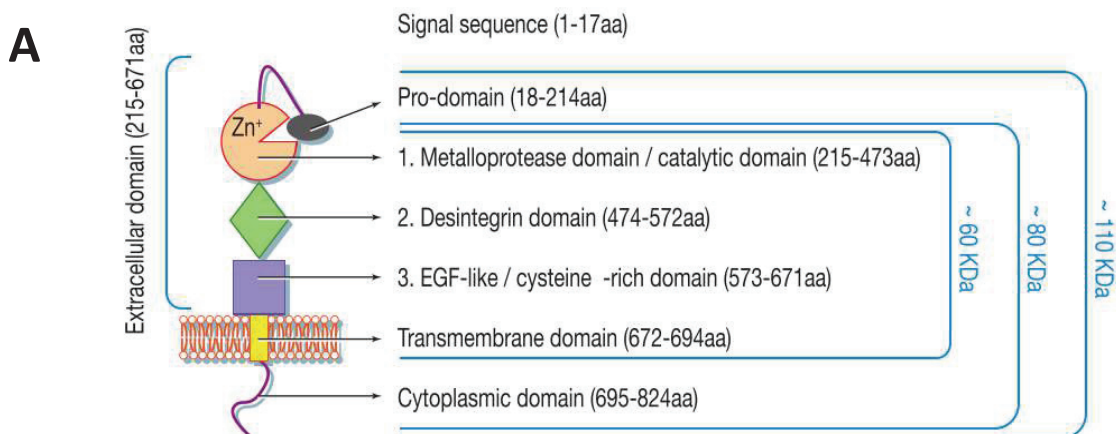 A
Signal sequence (1-17aa)
Extracellular domain (215-671aa)
Zn⁺
Pro-domain (18-214aa)
1. Metalloprotease domain / catalytic domain (215-473aa)
2. Desintegrin domain (474-572aa)
3. EGF-like / cysteine -rich domain (573-671aa)
Transmembrane domain (672-694aa)
Cytoplasmic domain (695-824aa)
~ 60 KDa
~ 80 KDa
~ 110 KDa